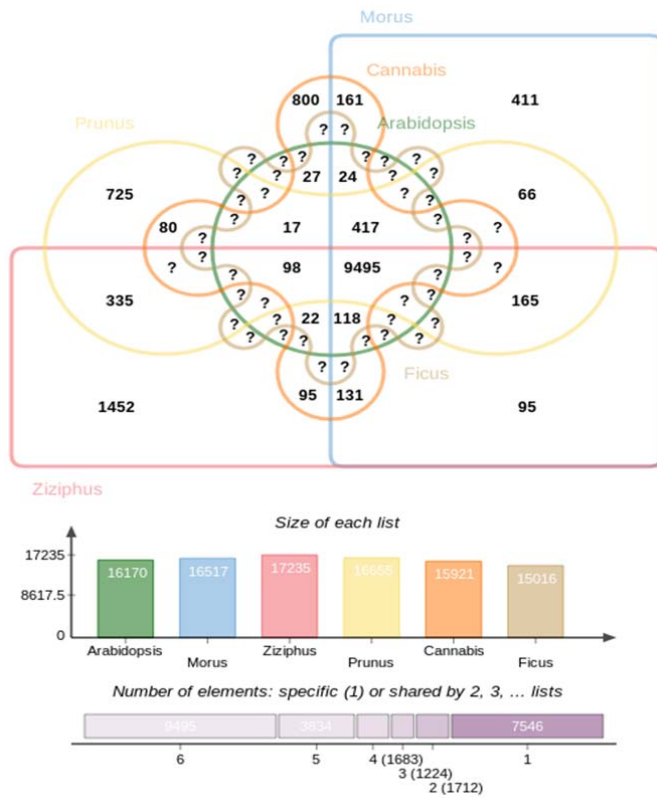 Morus
Cannabis
800 161 411
Prunus Arabidopsis
? ?
? ? ? ? ? ?
? ? 27 24 ? ?
725 ? ? 66
? ?
80 ? 17 417 ? ?
? ? 98 9495 ? ?
? ?
335 ? ? ? ? 165
? ? 22 118 ? ?
? ? ? ? ? ?
? ?
Ficus
95 131
1452 95
Ziziphus
Size of each list
17235
8617.5
0
16170 16517 17235 16655 15921 15016
Arabidopsis Morus Ziziphus Prunus Cannabis Ficus
Number of elements: specific (1) or shared by 2, 3, ... lists
9495 3834 7546
6 5 4 (1683) 1
3 (1224)
2 (1712)